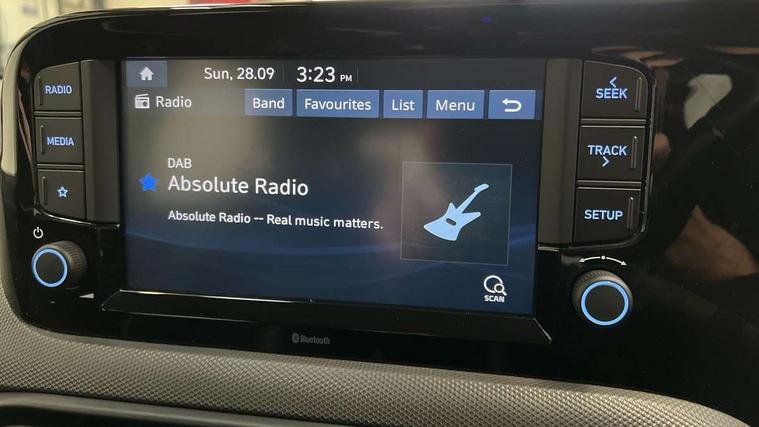 RADIO
MEDIA
Sun, 28.09 3:23 PM
Radio Band Favourites List Menu
DAB
Absolute Radio
Absolute Radio -- Real music matters.
SCAN
SEEK
TRACK
SETUP
Bluetooth